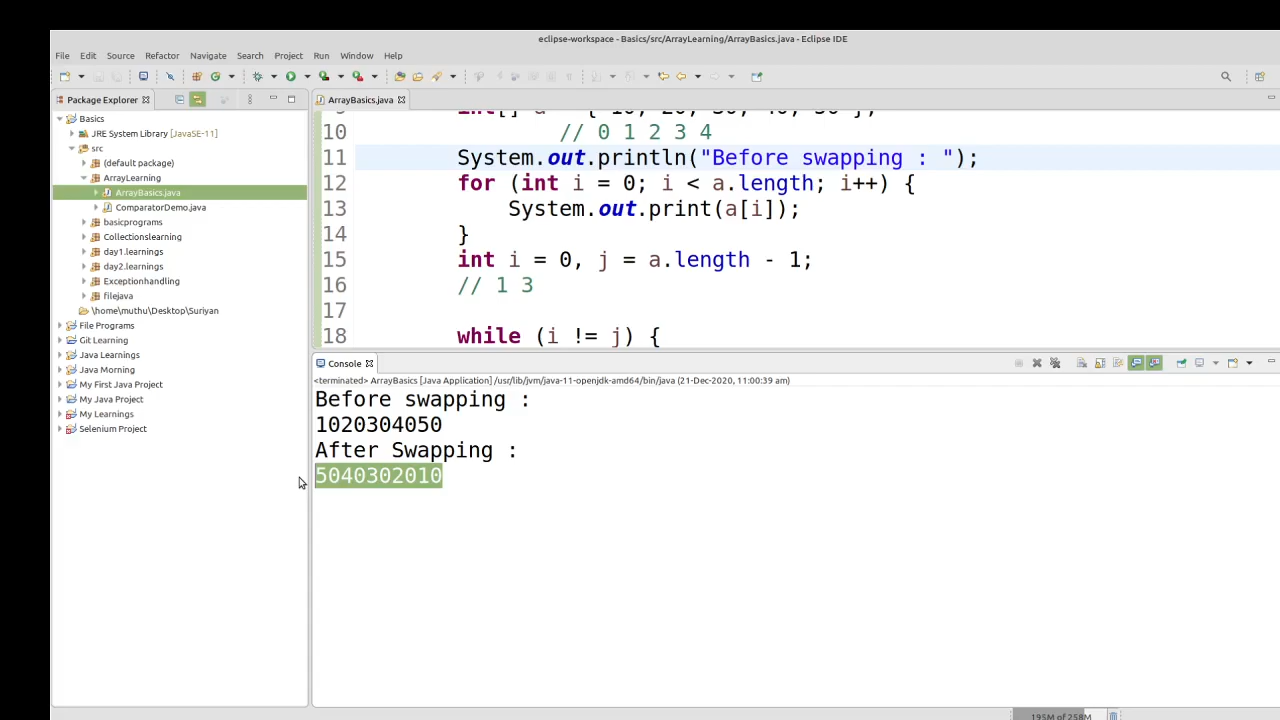 eclipse-workspace - Basics/src/ArrayLearning/ArrayBasics.java - Eclipse IDE
File Edit Source Refactor Navigate Search Project Run Window Help
Package Explorer
Basics
JRE System Library [JavaSE-11]
src
(default package)
ArrayLearning
ArrayBasics.java
ComparatorDemo.java
basicprograms
Collectionslearning
day1.learnings
day2.learnings
Exceptionhandling
filejava
\home\muthu\Desktop\Suriyan
File Programs
Git Learning
Java Learnings
Java Morning
My First Java Project
My Java Project
My Learnings
Selenium Project
ArrayBasics.java
10 // 0 1 2 3 4
11 System.out.println("Before swapping : ");
12 for (int i = 0; i < a.length; i++) {
13 System.out.print(a[i]);
14 }
15 int i = 0, j = a.length - 1;
16 // 1 3
17
18 while (i != j) {
Console
<terminated> ArrayBasics [Java Application] /usr/lib/jvm/java-11-openjdk-amd64/bin/java (21-Dec-2020, 11:00:39 am)
Before swapping :
1020304050
After Swapping :
5040302010
195M of 258M